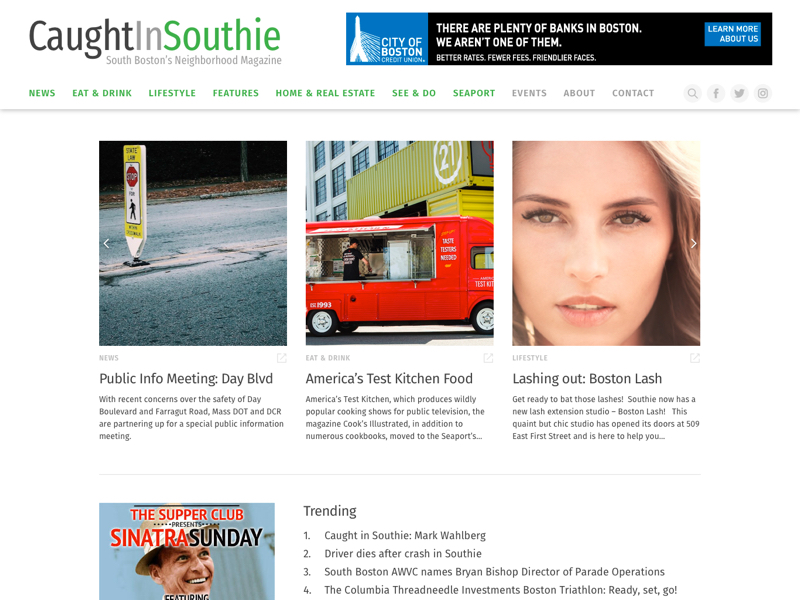 CaughtInSouthie
South Boston's Neighborhood Magazine
CITY OF
BOSTON
CREDIT UNION
THERE ARE PLENTY OF BANKS IN BOSTON.
WE AREN'T ONE OF THEM.
BETTER RATES. FEWER FEES. FRIENDLIER FACES.
LEARN MORE
ABOUT US
NEWS EAT & DRINK LIFESTYLE FEATURES HOME & REAL ESTATE SEE & DO SEAPORT EVENTS ABOUT CONTACT
STATE
LAW
STOP
21
TASTE
TESTERS
NEEDED
EST 1993
TEST KIT
NEWS
Public Info Meeting: Day Blvd
With recent concerns over the safety of Day
Boulevard and Farragut Road, Mass DOT and DCR
are partnering up for a special public information
meeting.
EAT & DRINK
America's Test Kitchen Food
America's Test Kitchen, which produces wildly
popular cooking shows for public television, the
magazine Cook's Illustrated, in addition to
numerous cookbooks, moved to the Seaport's...
LIFESTYLE
Lashing out: Boston Lash
Get ready to bat those lashes! Southie now has a
new lash extension studio – Boston Lash! This
quaint but chic studio has opened its doors at 509
East First Street and is here to help you...
THE SUPPER CLUB
PRESENTS
SINATRA SUNDAY
FEATURING
Trending
1. Caught in Southie: Mark Wahlberg
2. Driver dies after crash in Southie
3. South Boston AWVC names Bryan Bishop Director of Parade Operations
4. The Columbia Threadneedle Investments Boston Triathlon: Ready, set, go!